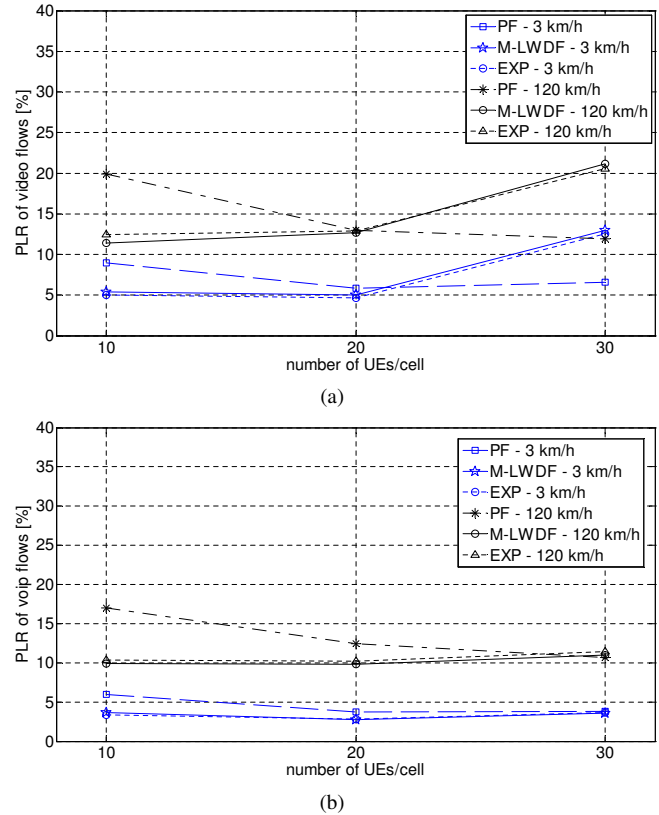 40
35
30
25
20
15
10
5
0
PLR of video flows [%]
PF - 3 km/h
M-LWDF - 3 km/h
EXP - 3 km/h
PF - 120 km/h
M-LWDF - 120 km/h
EXP - 120 km/h
10 20 30
number of UEs/cell
(a)
40
35
30
25
20
15
10
5
0
PLR of voip flows [%]
PF - 3 km/h
M-LWDF - 3 km/h
EXP - 3 km/h
PF - 120 km/h
M-LWDF - 120 km/h
EXP - 120 km/h
10 20 30
number of UEs/cell
(b)